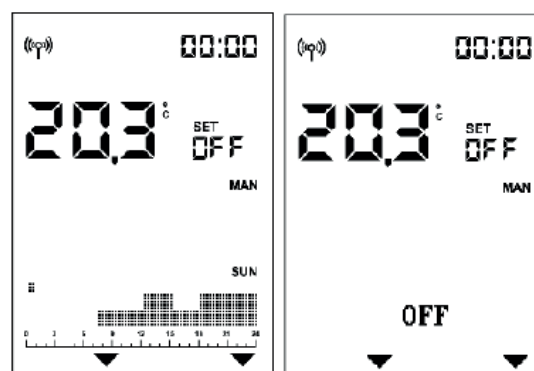 00:00
20.3 °C
SET
OFF
MAN
SUN
0 3 6 9 12 15 18 21 24
00:00
20.3 °C
SET
OFF
MAN
OFF